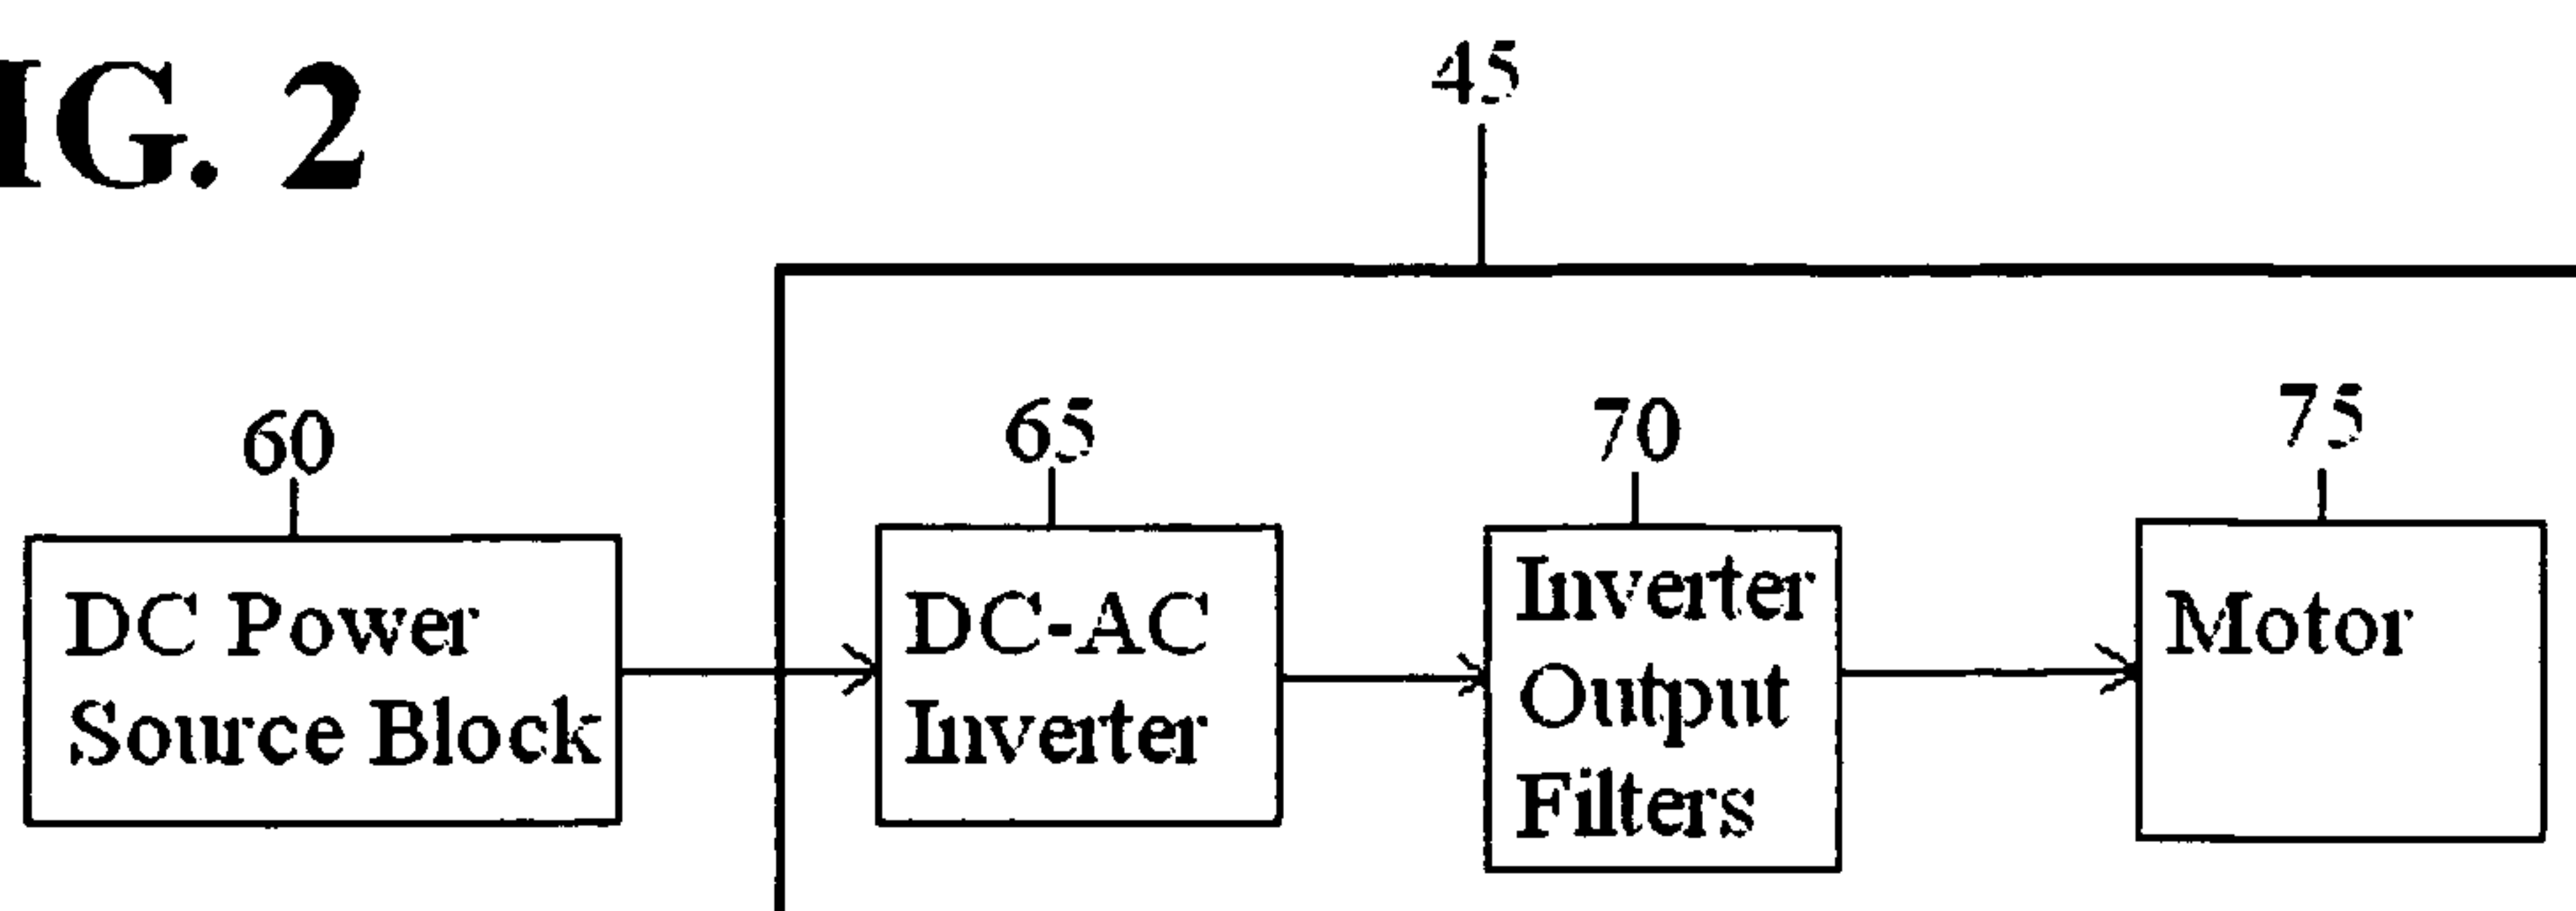 IG. 2
45
60
65
70
75
DC Power
Source Block
DC-AC
Inverter
Inverter
Output
Filters
Motor